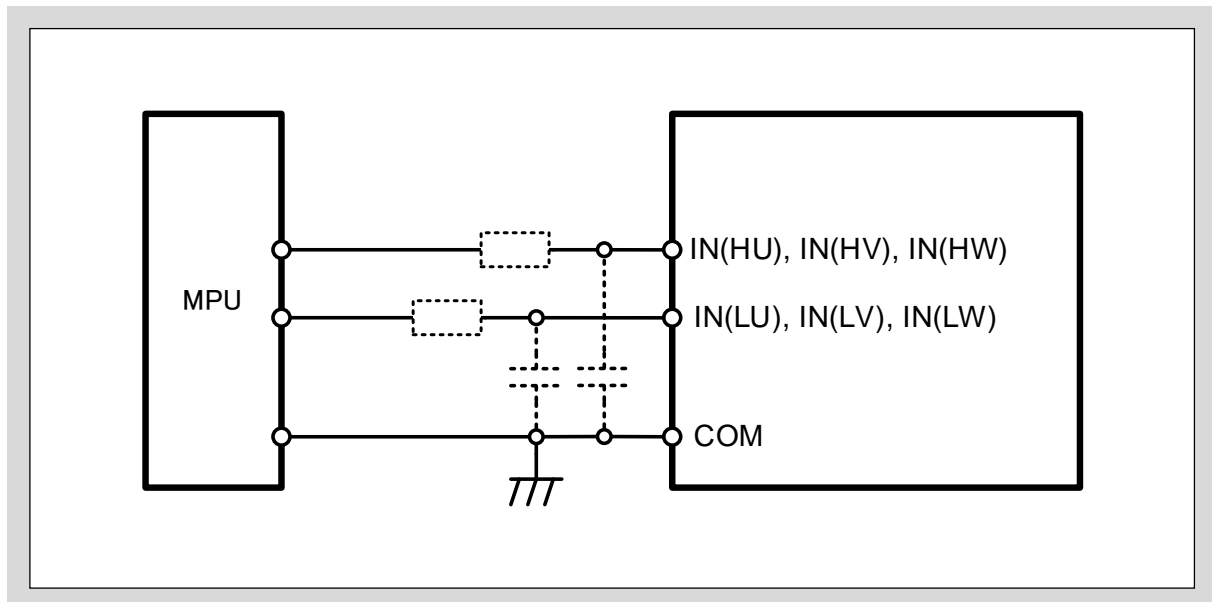 MPU
IN(HU), IN(HV), IN(HW)
IN(LU), IN(LV), IN(LW)
COM